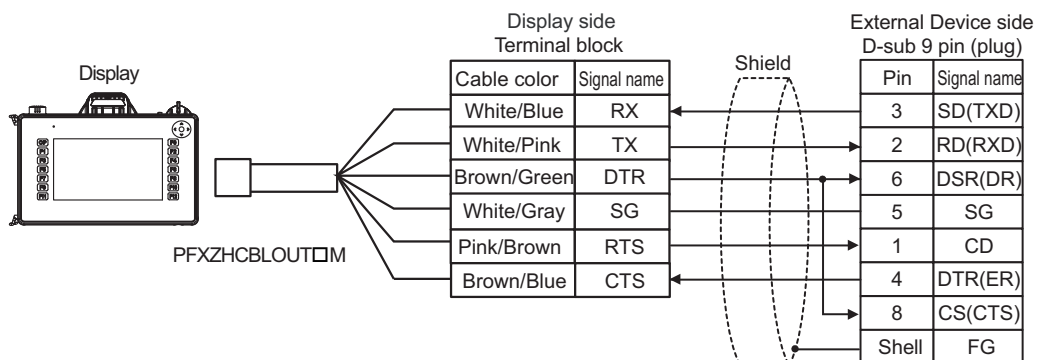 Display side
Terminal block
External Device side
D-sub 9 pin (plug)
Display
Shield
Cable color Signal name
Pin Signal name
White/Blue RX 3 SD(TXD)
White/Pink TX 2 RD(RXD)
Brown/Green DTR 6 DSR(DR)
White/Gray SG 5 SG
Pink/Brown RTS 1 CD
Brown/Blue CTS 4 DTR(ER)
8 CS(CTS)
Shell FG
PFXZHCBLOUT□M